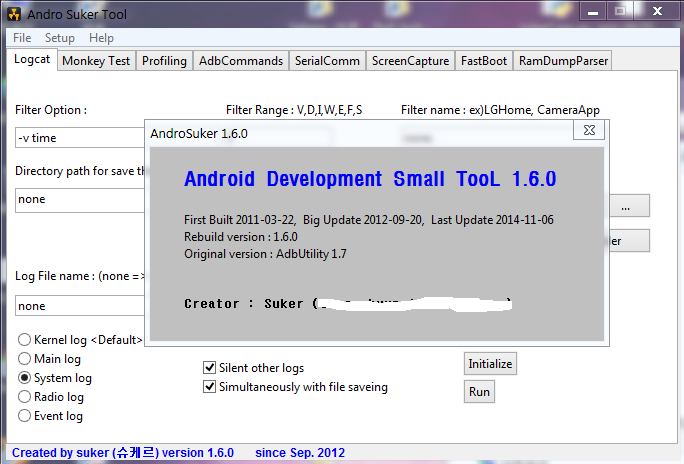 Andro Suker Tool
File Setup Help
Logcat Monkey Test Profiling AdbCommands SerialComm ScreenCapture FastBoot RamDumpParser
Filter Option :
Filter Range : V,D,I,W,E,F,S
Filter name : ex)LGHome, CameraApp
-v time
AndroSuker 1.6.0
Android Development Small TooL 1.6.0
First Built 2011-03-22, Big Update 2012-09-20, Last Update 2014-11-06
Rebuild version : 1.6.0
Original version : AdbUtility 1.7
Creator : Suker (
Directory path for save
none
...
Log File name : (none =>
none
Kernel log <Default>
Main log
System log
Radio log
Event log
Silent other logs
Simultaneously with file saveing
Initialize
Run
Created by suker (슈케르) version 1.6.0 since Sep. 2012